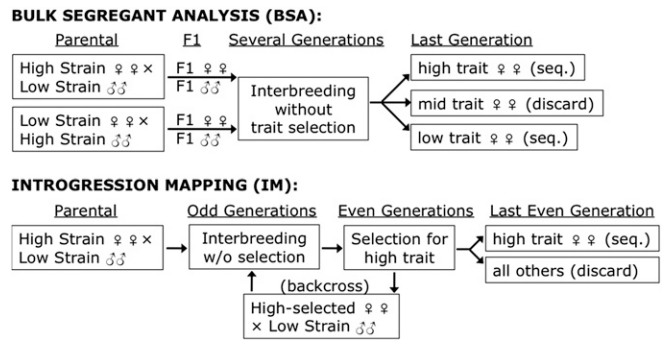 BULK SEGREGANT ANALYSIS (BSA):
Parental F1 Several Generations Last Generation
High Strain ♀ ♀ ×
Low Strain ♂♂
F1 ♀ ♀
F1 ♂♂
Low Strain ♀ ♀ ×
High Strain ♂♂
F1 ♀ ♀
F1 ♂♂
Interbreeding
without
trait selection
high trait ♀ ♀ (seq.)
mid trait ♀ ♀ (discard)
low trait ♀ ♀ (seq.)
INTROGRESSION MAPPING (IM):
Parental Odd Generations Even Generations Last Even Generation
High Strain ♀ ♀ ×
Low Strain ♂♂
Interbreeding
w/o selection
Selection for
high trait
high trait ♀ ♀ (seq.)
all others (discard)
(backcross)
High-selected ♀ ♀
× Low Strain ♂♂